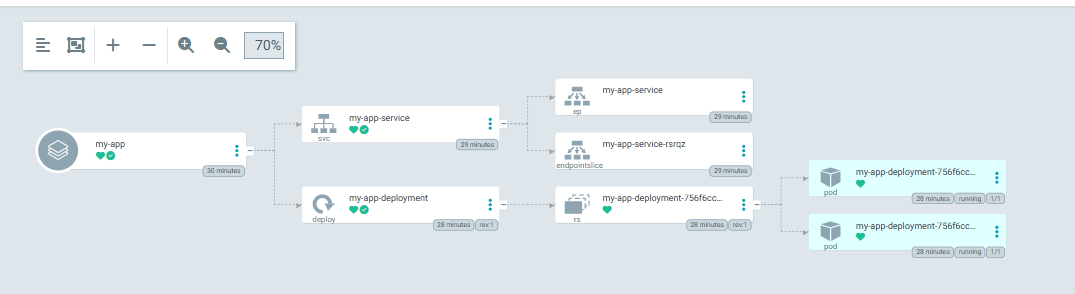 70%
my-app
30 minutes
my-app-service
svc
29 minutes
my-app-deployment
deploy
28 minutes rev:1
my-app-service
ep
29 minutes
my-app-service-rsrqz
endpointslice
29 minutes
my-app-deployment-756f6cc...
rs
28 minutes rev:1
my-app-deployment-756f6cc...
pod
28 minutes running 1/1
my-app-deployment-756f6cc...
pod
28 minutes running 1/1